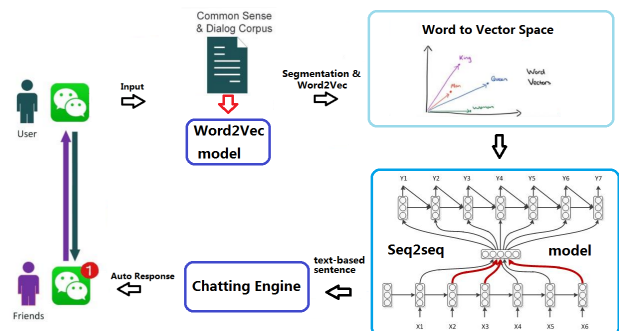 Common Sense
& Dialog Corpus
Word to Vector Space
King
Queen
Man
Woman
Word
Vectors
Input
Segmentation &
Word2Vec
User
Word2Vec
model
Y1 Y2 Y3 Y4 Y5 Y6 Y7
Seq2seq model
X1 X2 X3 X4 X5 X6
text-based
sentence
Chatting Engine
Auto Response
1
Friends